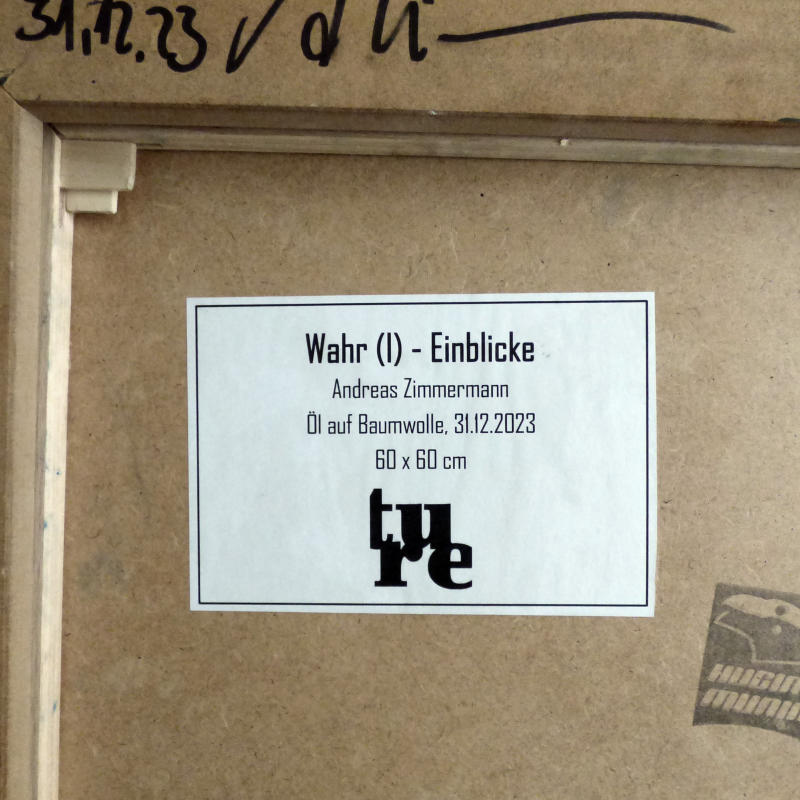 31.12.23
Wahr (I) - Einblicke
Andreas Zimmermann
Öl auf Baumwolle, 31.12.2023
60 x 60 cm
tu
re